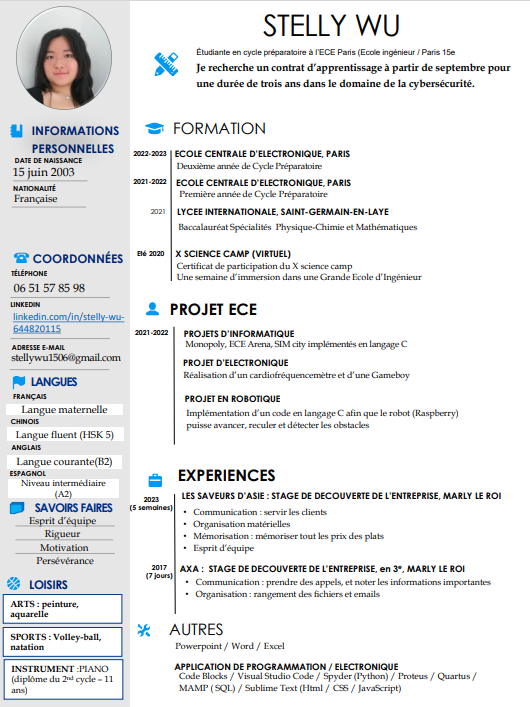 STELLY WU
Étudiante en cycle préparatoire à l'ECE Paris (Ecole ingénieur / Paris 15e
Je recherche un contrat d'apprentissage à partir de septembre pour
une durée de trois ans dans le domaine de la cybersécurité.
INFORMATIONS
PERSONNELLES
DATE DE NAISSANCE
15 juin 2003
NATIONALITÉ
Française
COORDONNÉES
TÉLÉPHONE
06 51 57 85 98
LINKEDIN
linkedin.com/in/stelly-wu-
644820115
ADRESSE E-MAIL
stellywu1506@gmail.com
LANGUES
FRANÇAIS
Langue maternelle
CHINOIS
Langue fluent (HSK 5)
ANGLAIS
Langue courante(B2)
ESPAGNOL
Niveau intermédiaire
(A2)
SAVOIRS FAIRES
Esprit d'équipe
Rigueur
Motivation
Persévérance
LOISIRS
ARTS : peinture,
aquarelle
SPORTS : Volley-ball,
natation
INSTRUMENT :PIANO
(diplôme du 2nd cycle – 11
ans)
FORMATION
2022-2023 ECOLE CENTRALE D'ELECTRONIQUE, PARIS
Deuxième année de Cycle Préparatoire
2021-2022 ECOLE CENTRALE D'ELECTRONIQUE, PARIS
Première année de Cycle Préparatoire
2021 LYCEE INTERNATIONALE, SAINT-GERMAIN-EN-LAYE
Baccalauréat Spécialités Physique-Chimie et Mathématiques
Eté 2020 X SCIENCE CAMP (VIRTUEL)
Certificat de participation du X science camp
Une semaine d'immersion dans une Grande Ecole d'Ingénieur
PROJET ECE
2021-2022 PROJETS D'INFORMATIQUE
Monopoly, ECE Arena, SIM city implémentés en langage C
PROJET D'ELECTRONIQUE
Réalisation d'un cardiofréquencemètre et d'une Gameboy
PROJET EN ROBOTIQUE
Implémentation d'un code en langage C afin que le robot (Raspberry)
puisse avancer, reculer et détecter les obstacles
EXPERIENCES
2023 LES SAVEURS D'ASIE : STAGE DE DECOUVERTE DE L'ENTREPRISE, MARLY LE ROI
(5 semaines)
• Communication : servir les clients
• Organisation matérielles
• Mémorisation : mémoriser tout les prix des plats
• Esprit d'équipe
2017 AXA : STAGE DE DECOUVERTE DE L'ENTREPRISE, en 3e, MARLY LE ROI
(7 jours)
• Communication : prendre des appels, et noter les informations importantes
• Organisation : rangement des fichiers et emails
AUTRES
Powerpoint / Word / Excel
APPLICATION DE PROGRAMMATION / ELECTRONIQUE
Code Blocks / Visual Studio Code / Spyder (Python) / Proteus / Quartus /
MAMP ( SQL) / Sublime Text (Html / CSS / JavaScript)